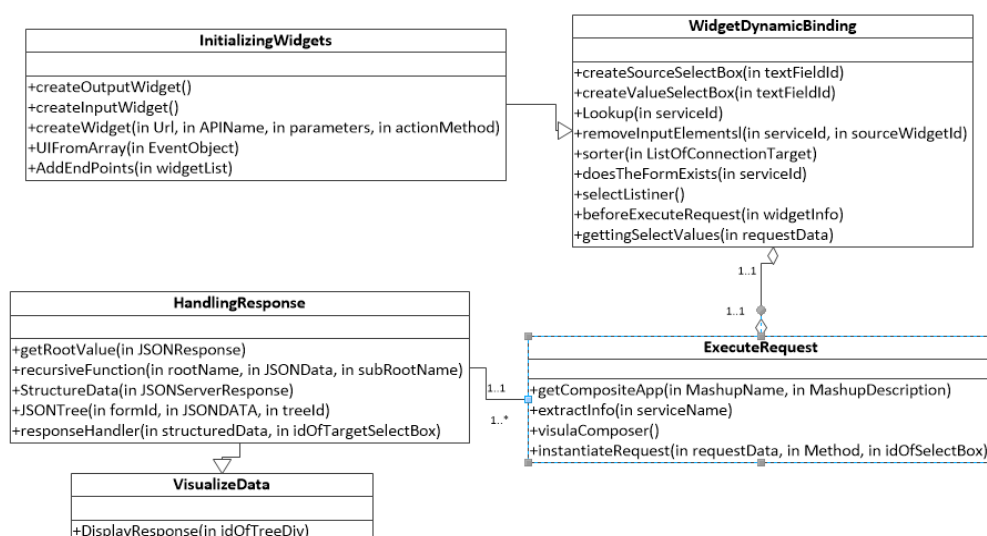 InitializingWidgets
+createOutputWidget()
+createInputWidget()
+createWidget(in Url, in APIName, in parameters, in actionMethod)
+UIFromArray(in EventObject)
+AddEndPoints(in widgetList)
WidgetDynamicBinding
+createSourceSelectBox(in textFieldId)
+createValueSelectBox(in textFieldId)
+Lookup(in serviceId)
+removeInputElementsl(in serviceId, in sourceWidgetId)
+sorter(in ListOfConnectionTarget)
+doesTheFormExists(in serviceId)
+selectListiner()
+beforeExecuteRequest(in widgetInfo)
+gettingSelectValues(in requestData)
1..1
1..1
HandlingResponse
+getRootValue(in JSONResponse)
+recursiveFunction(in rootName, in JSONData, in subRootName)
+StructureData(in JSONServerResponse)
+JSONTree(in formId, in JSONDATA, in treeId)
+responseHandler(in structuredData, in idOfTargetSelectBox)
1..1
1..*
ExecuteRequest
+getCompositeApp(in MashupName, in MashupDescription)
+extractInfo(in serviceName)
+visulaComposer()
+instantiateRequest(in requestData, in Method, in idOfSelectBox)
VisualizeData
+DisplayResponse(in idOfTreeDiv)